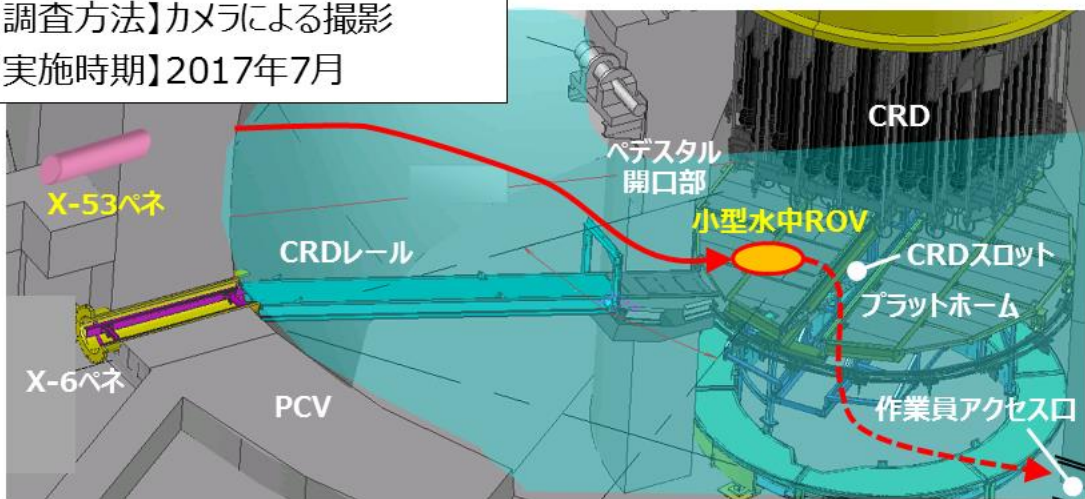 調査方法】カメラによる撮影
実施時期】2017年7月
CRD
ペデスタル
開口部
X-53ペネ
小型水中ROV
CRDレール
CRDスロット
プラットホーム
X-6ペネ
PCV
作業員アクセス口